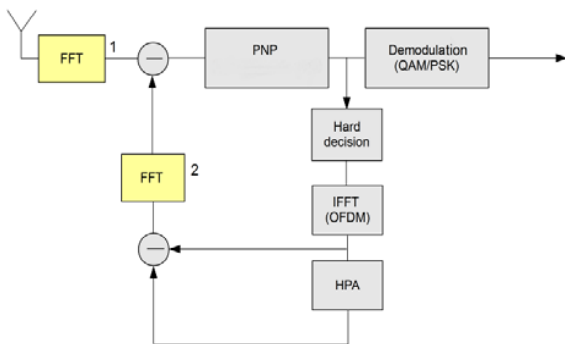 FFT
1
PNP
Demodulation
(QAM/PSK)
Hard
decision
FFT
2
IFFT
(OFDM)
HPA